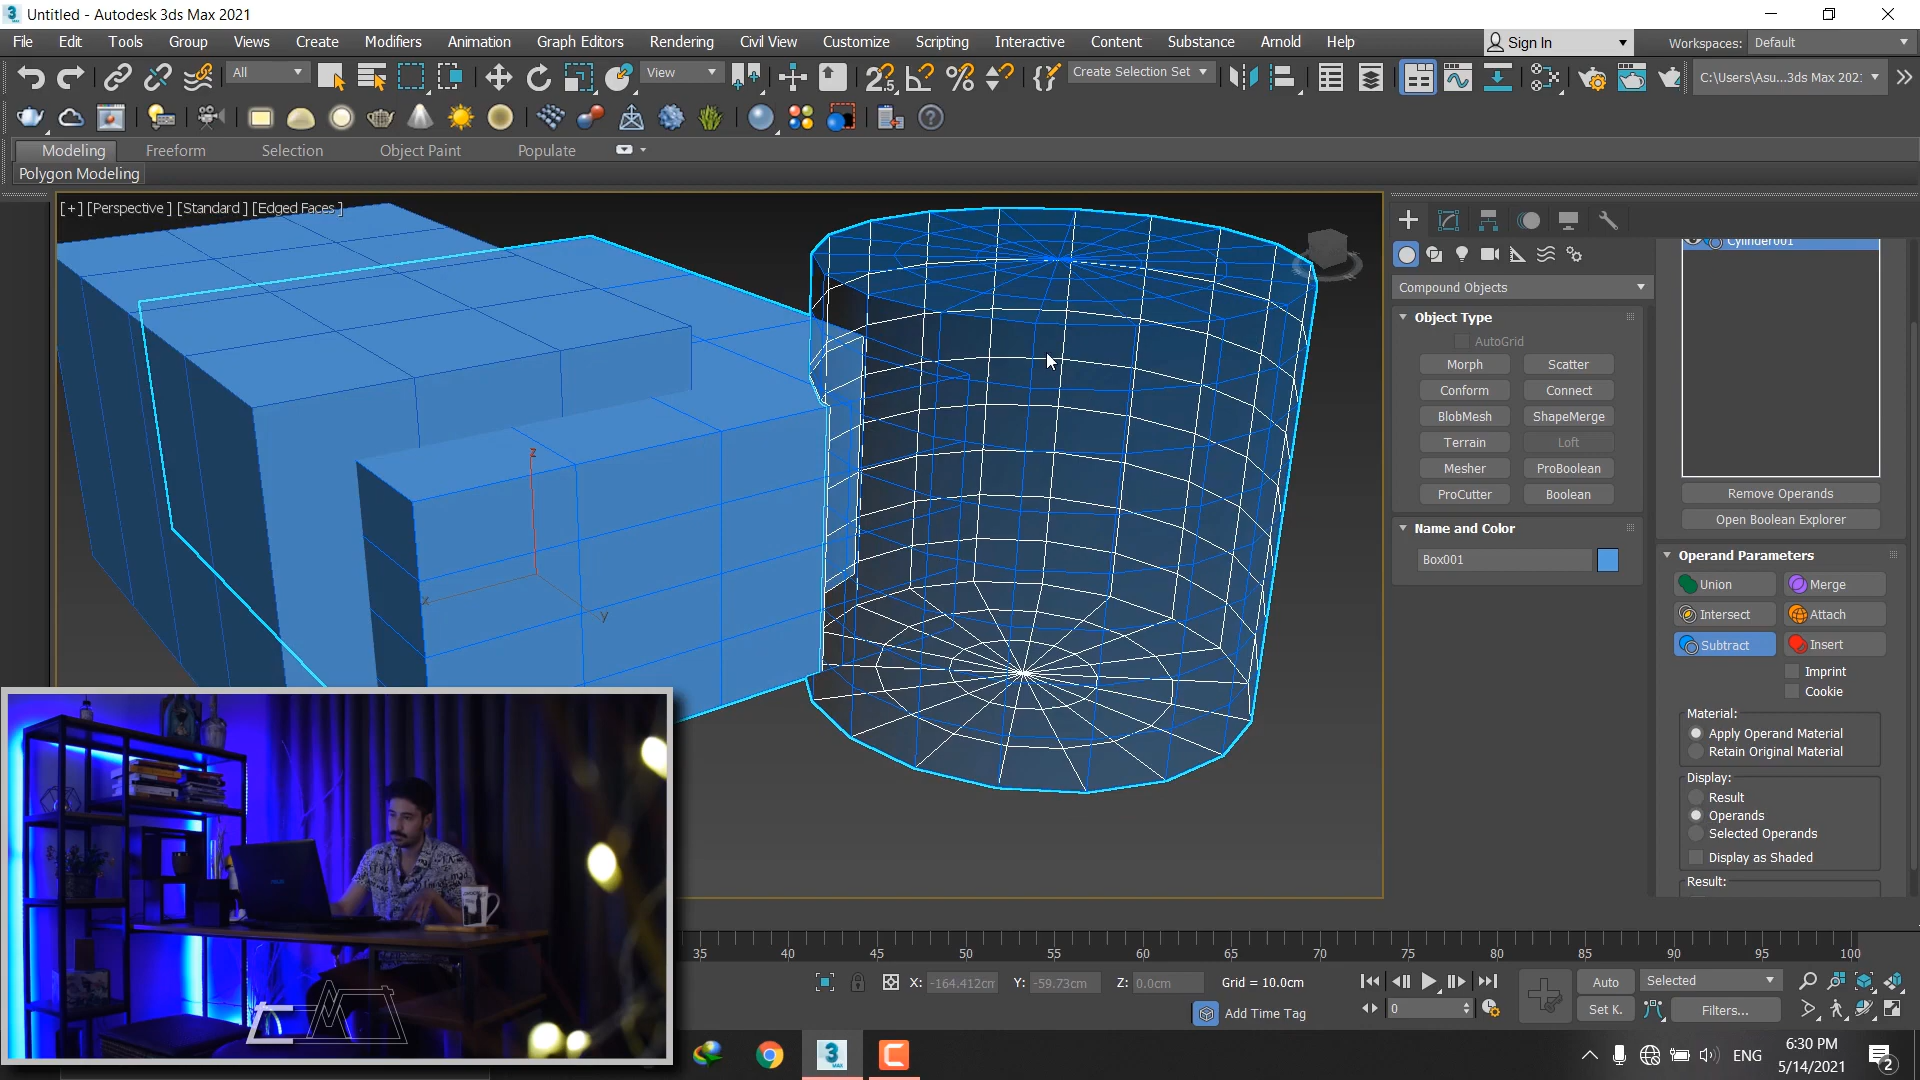 Untitled - Autodesk 3ds Max 2021
File Edit Tools Group Views Create Modifiers Animation Graph Editors Rendering Civil View Customize Scripting Interactive Content Substance Arnold Help
Sign In
Workspaces: Default
All
View
Create Selection Set
C:\Users\Asu...3ds Max 202:
Modeling Freeform Selection Object Paint Populate
Polygon Modeling
[+] [Perspective] [Standard] [Edged Faces]
z
x
y
Compound Objects
Object Type
AutoGrid
Morph Scatter
Conform Connect
BlobMesh ShapeMerge
Terrain Loft
Mesher ProBoolean
ProCutter Boolean
Name and Color
Box001
Cylinder001
Remove Operands
Open Boolean Explorer
Operand Parameters
Union Merge
Intersect Attach
Subtract Insert
Imprint
Cookie
Material:
Apply Operand Material
Retain Original Material
Display:
Result
Operands
Selected Operands
Display as Shaded
Result:
35 40 45 50 55 60 65 70 75 80 85 90 95 100
X: -164.412cm Y: -59.73cm Z: 0.0cm Grid = 10.0cm
Add Time Tag
0
Auto
Selected
Set K.
Filters...
ENG
6:30 PM
5/14/2021
2